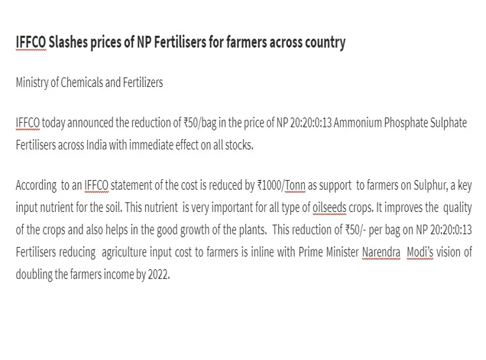 IFFCO Slashes prices of NP Fertilisers for farmers across country
Ministry of Chemicals and Fertilizers
IFFCO today announced the reduction of ₹50/bag in the price of NP 20:20:0:13 Ammonium Phosphate Sulphate
Fertilisers across India with immediate effect on all stocks.
According to an IFFCO statement of the cost is reduced by ₹1000/Tonn as support to farmers on Sulphur, a key
input nutrient for the soil. This nutrient is very important for all type of oilseeds crops. It improves the quality
of the crops and also helps in the good growth of the plants. This reduction of ₹50/- per bag on NP 20:20:0:13
Fertilisers reducing agriculture input cost to farmers is inline with Prime Minister Narendra Modi's vision of
doubling the farmers income by 2022.